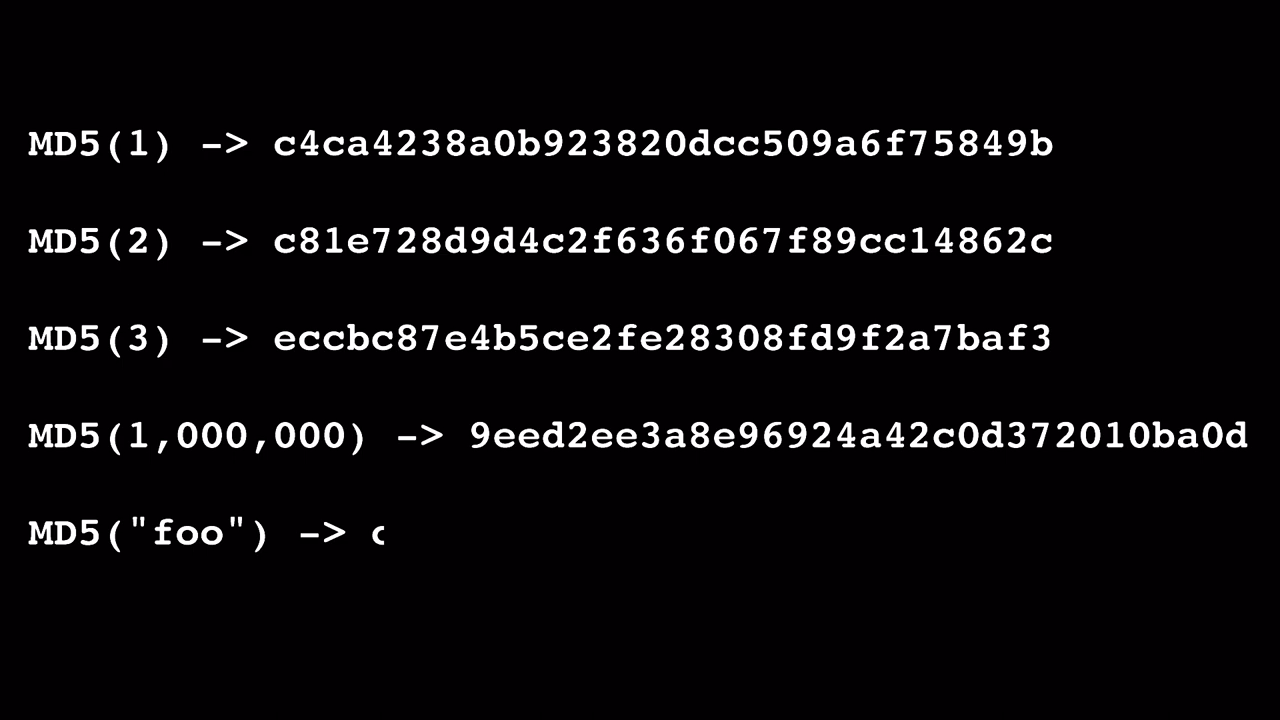 MD5(1) -> c4ca4238a0b923820dcc509a6f75849b
MD5(2) -> c81e728d9d4c2f636f067f89cc14862c
MD5(3) -> eccbc87e4b5ce2fe28308fd9f2a7baf3
MD5(1,000,000) -> 9eed2ee3a8e96924a42c0d372010ba0d
MD5("foo") -> c